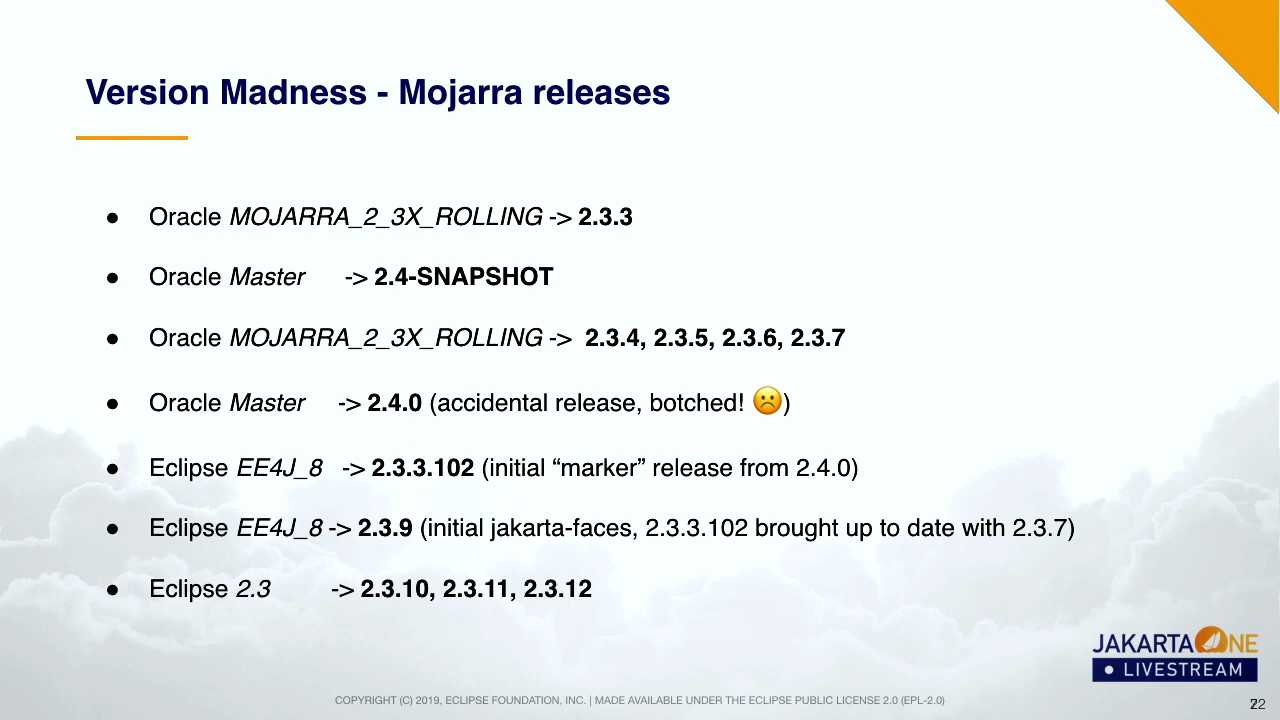 Version Madness - Mojarra releases
● Oracle MOJARRA_2_3X_ROLLING -> 2.3.3
● Oracle Master -> 2.4-SNAPSHOT
● Oracle MOJARRA_2_3X_ROLLING -> 2.3.4, 2.3.5, 2.3.6, 2.3.7
● Oracle Master -> 2.4.0 (accidental release, botched! ☹️)
● Eclipse EE4J_8 -> 2.3.3.102 (initial “marker” release from 2.4.0)
● Eclipse EE4J_8 -> 2.3.9 (initial jakarta-faces, 2.3.3.102 brought up to date with 2.3.7)
● Eclipse 2.3 -> 2.3.10, 2.3.11, 2.3.12
JAKARTAONE
LIVESTREAM
COPYRIGHT (C) 2019, ECLIPSE FOUNDATION, INC. | MADE AVAILABLE UNDER THE ECLIPSE PUBLIC LICENSE 2.0 (EPL-2.0)